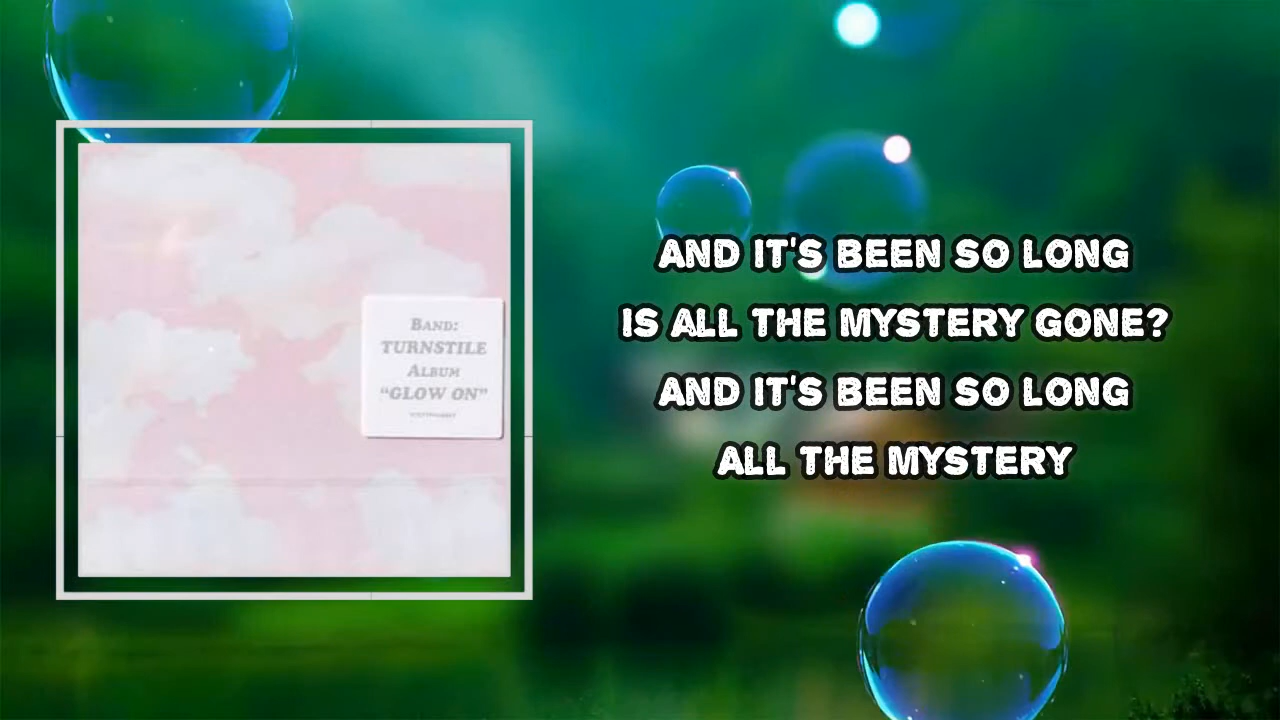 BAND:
TURNSTILE
ALBUM
“GLOW ON”
AND IT'S BEEN SO LONG
IS ALL THE MYSTERY GONE?
AND IT'S BEEN SO LONG
ALL THE MYSTERY